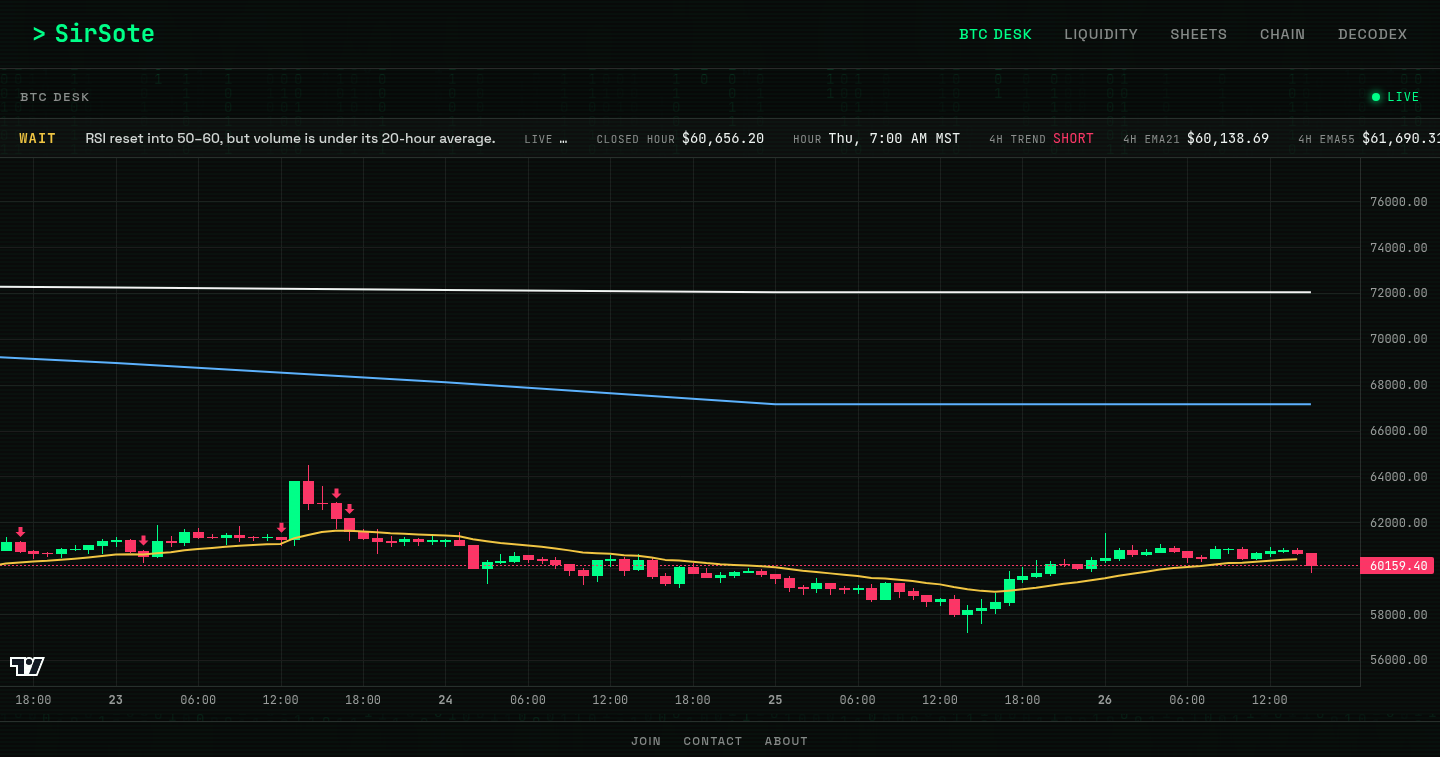 > SirSote
BTC DESK LIQUIDITY SHEETS CHAIN DECODEX
BTC DESK
LIVE
WAIT RSI reset into 50–60, but volume is under its 20-hour average. LIVE … CLOSED HOUR $60,656.20 HOUR Thu, 7:00 AM MST 4H TREND SHORT 4H EMA21 $60,138.69 4H EMA55 $61,690.31
76000.00
74000.00
72000.00
70000.00
68000.00
66000.00
64000.00
62000.00
60159.40
58000.00
56000.00
18:00 23 06:00 12:00 18:00 24 06:00 12:00 18:00 25 06:00 12:00 18:00 26 06:00 12:00
JOIN CONTACT ABOUT